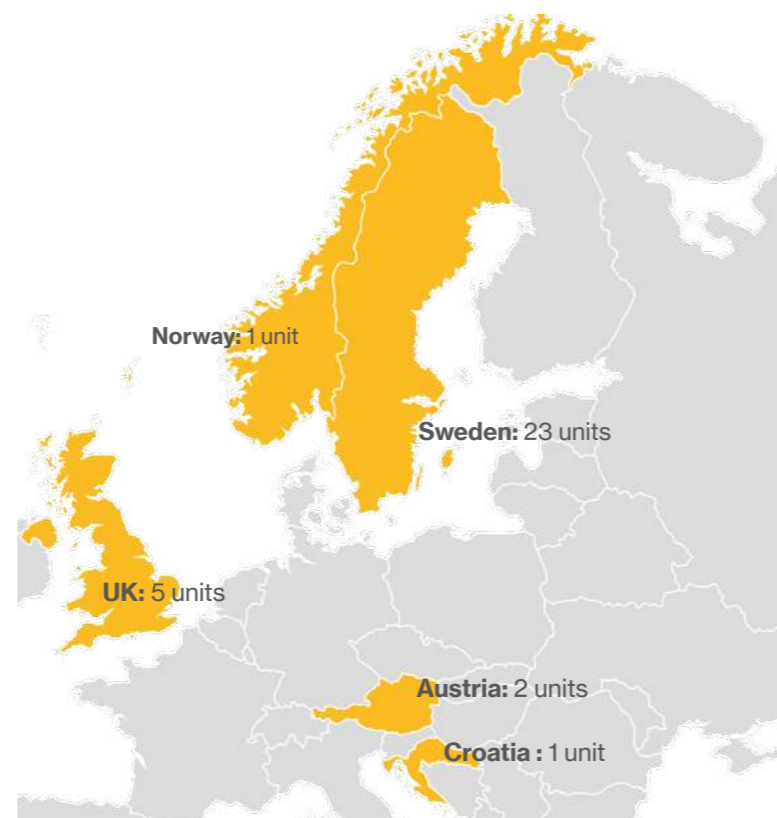 Norway: 1 unit
Sweden: 23 units
UK: 5 units
Austria: 2 units
Croatia : 1 unit